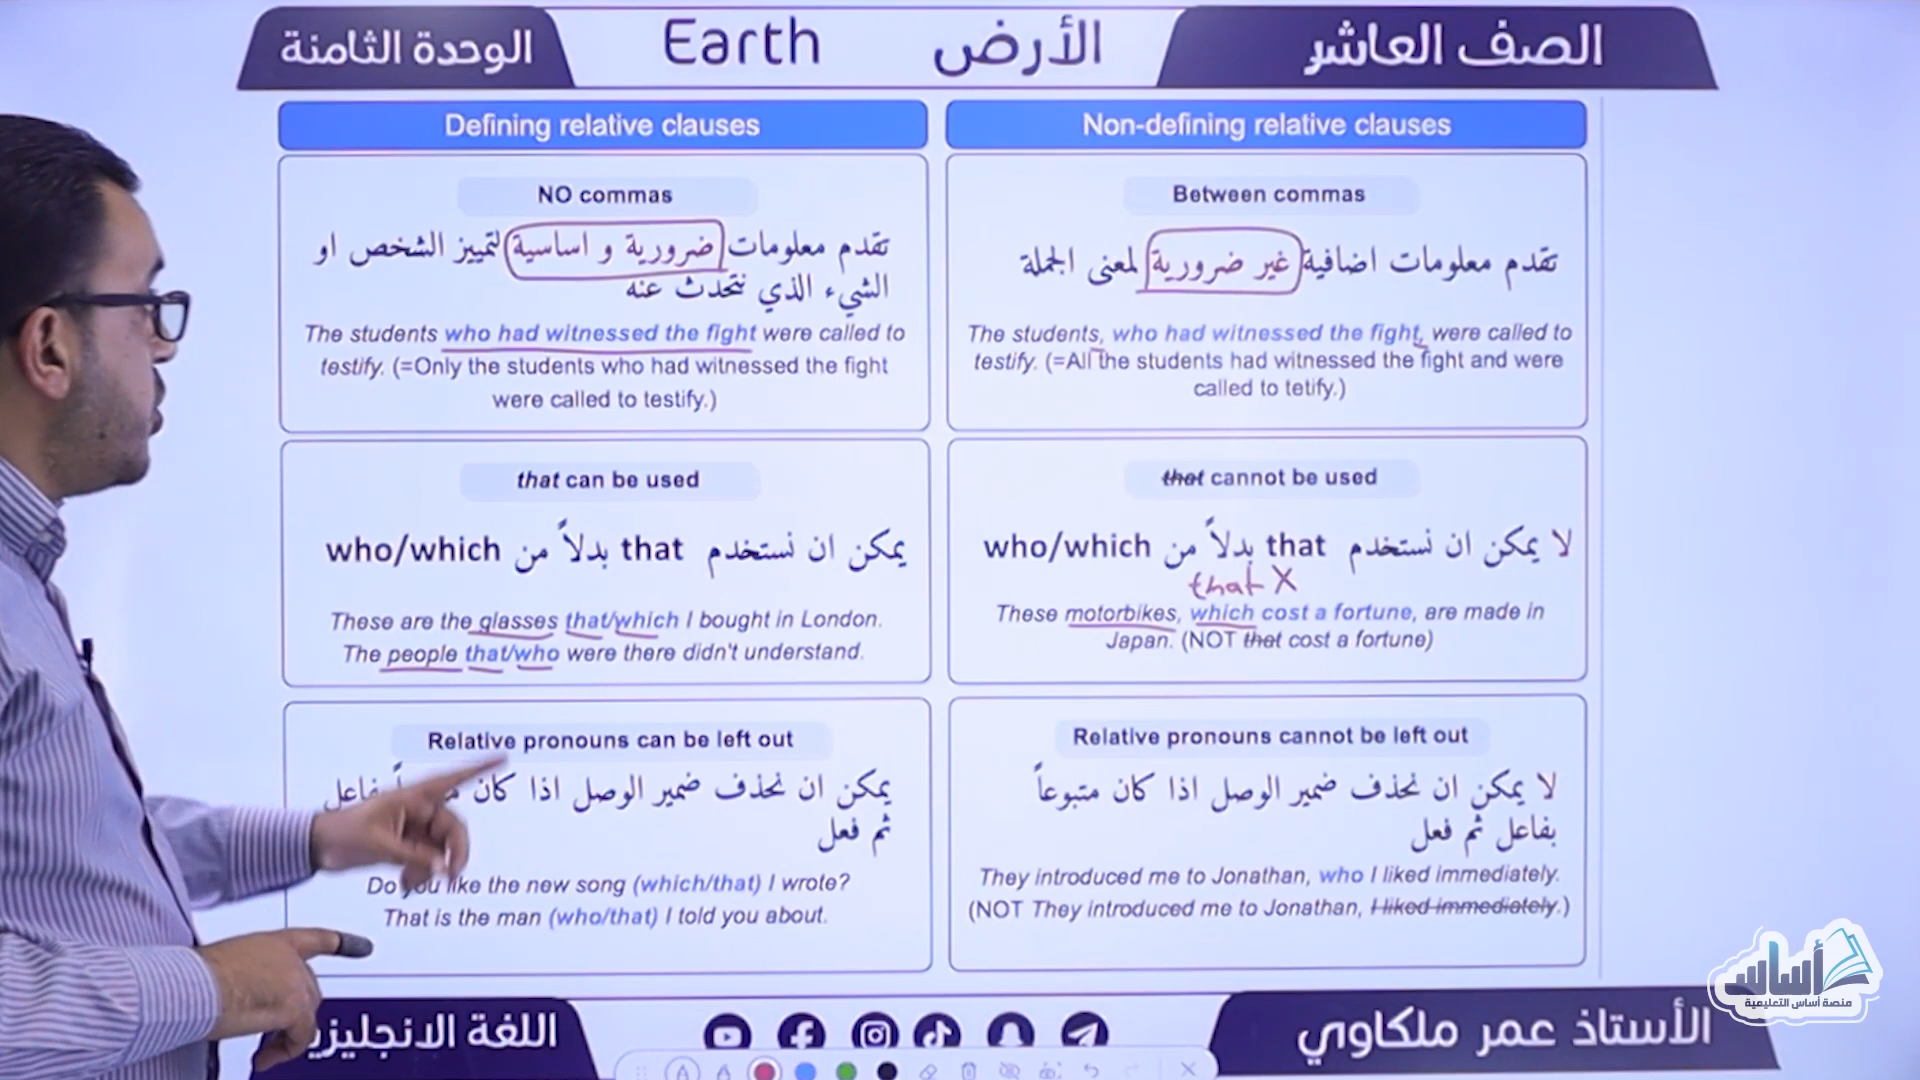 الصف العاشر
الأرض Earth
الوحدة الثامنة
Defining relative clauses
NO commas
تقدم معلومات ضرورية و اساسية لتمييز الشخص او
الشيء الذي نتحدث عنه
The students who had witnessed the fight were called to
testify. (=Only the students who had witnessed the fight
were called to testify.)
that can be used
يمكن ان نستخدم that بدلاً من who/which
These are the glasses that/which I bought in London.
The people that/who were there didn't understand.
Relative pronouns can be left out
يمكن ان نحذف ضمير الوصل اذا كان بفاعل
ثم فعل
Do you like the new song (which/that) I wrote?
That is the man (who/that) I told you about.
Non-defining relative clauses
Between commas
تقدم معلومات اضافية غير ضرورية لمعنى الجملة
The students, who had witnessed the fight, were called to
testify. (=All the students had witnessed the fight and were
called to tetify.)
that cannot be used
لا يمكن ان نستخدم that بدلاً من who/which
that X
These motorbikes, which cost a fortune, are made in
Japan. (NOT that cost a fortune)
Relative pronouns cannot be left out
لا يمكن ان نحذف ضمير الوصل اذا كان متبوعاً
بفاعل ثم فعل
They introduced me to Jonathan, who I liked immediately.
(NOT They introduced me to Jonathan, I liked immediately.)
أساس
منصة أساس التعليمية
الأستاذ عمر ملكاوي
اللغة الانجليزي